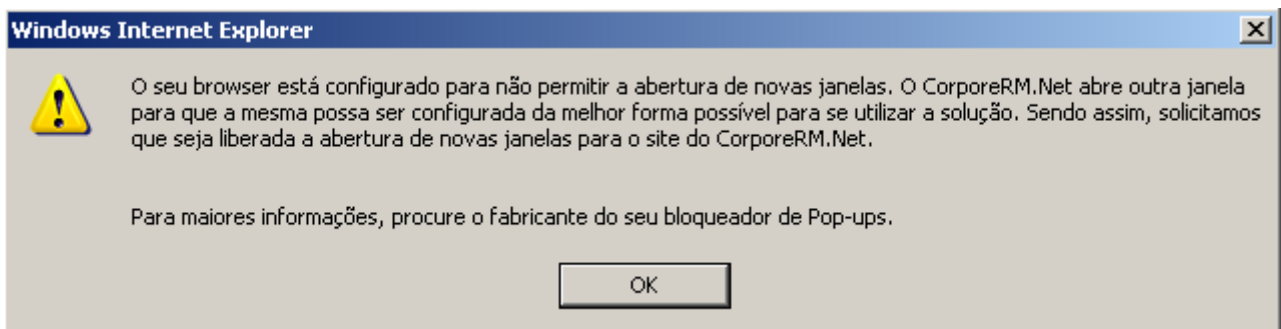 Windows Internet Explorer
O seu browser está configurado para não permitir a abertura de novas janelas. O CorporeRM.Net abre outra janela
para que a mesma possa ser configurada da melhor forma possível para se utilizar a solução. Sendo assim, solicitamos
que seja liberada a abertura de novas janelas para o site do CorporeRM.Net.
Para maiores informações, procure o fabricante do seu bloqueador de Pop-ups.
OK